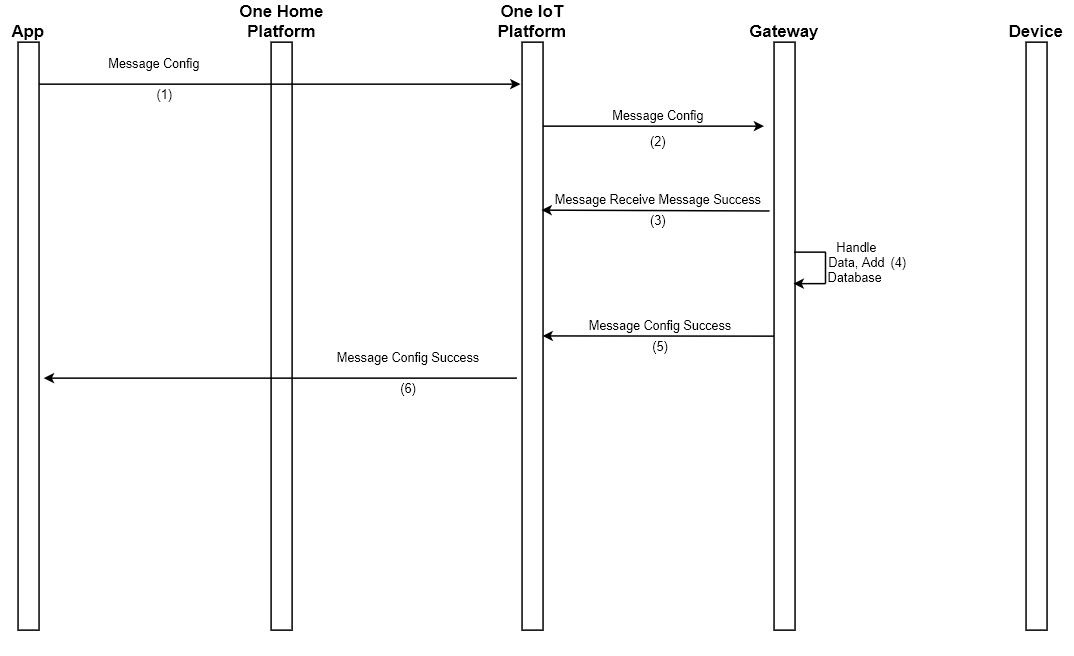 App
One Home
Platform
One IoT
Platform
Gateway
Device
Message Config
(1)
Message Config
(2)
Message Receive Message Success
(3)
Handle
Data, Add (4)
Database
Message Config Success
(5)
Message Config Success
(6)